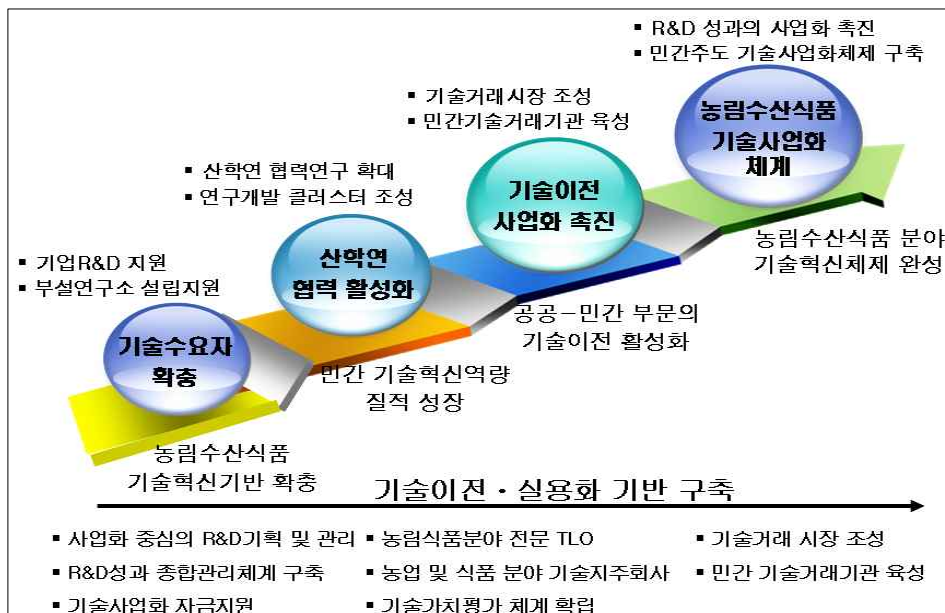 ▪ R&D 성과의 사업화 촉진
▪ 민간주도 기술사업화체제 구축
농림수산식품
기술사업화
체계
▪ 기술거래시장 조성
▪ 민간기술거래기관 육성
기술이전
사업화 촉진
▪ 산학연 협력연구 확대
▪ 연구개발 클러스터 조성
산학연
협력 활성화
▪ 기업R&D 지원
▪ 부설연구소 설립지원
기술수요자
확충
농림수산식품 분야
기술혁신체제 완성
공공-민간 부문의
기술이전 활성화
민간 기술혁신역량
질적 성장
농림수산식품
기술혁신기반 확충
기술이전·실용화 기반 구축
▪ 사업화 중심의 R&D기획 및 관리
▪ R&D성과 종합관리체계 구축
▪ 기술사업화 자금지원
▪ 농림식품분야 전문 TLO
▪ 농업 및 식품 분야 기술지주회사
▪ 기술가치평가 체계 확립
▪ 기술거래 시장 조성
▪ 민간 기술거래기관 육성